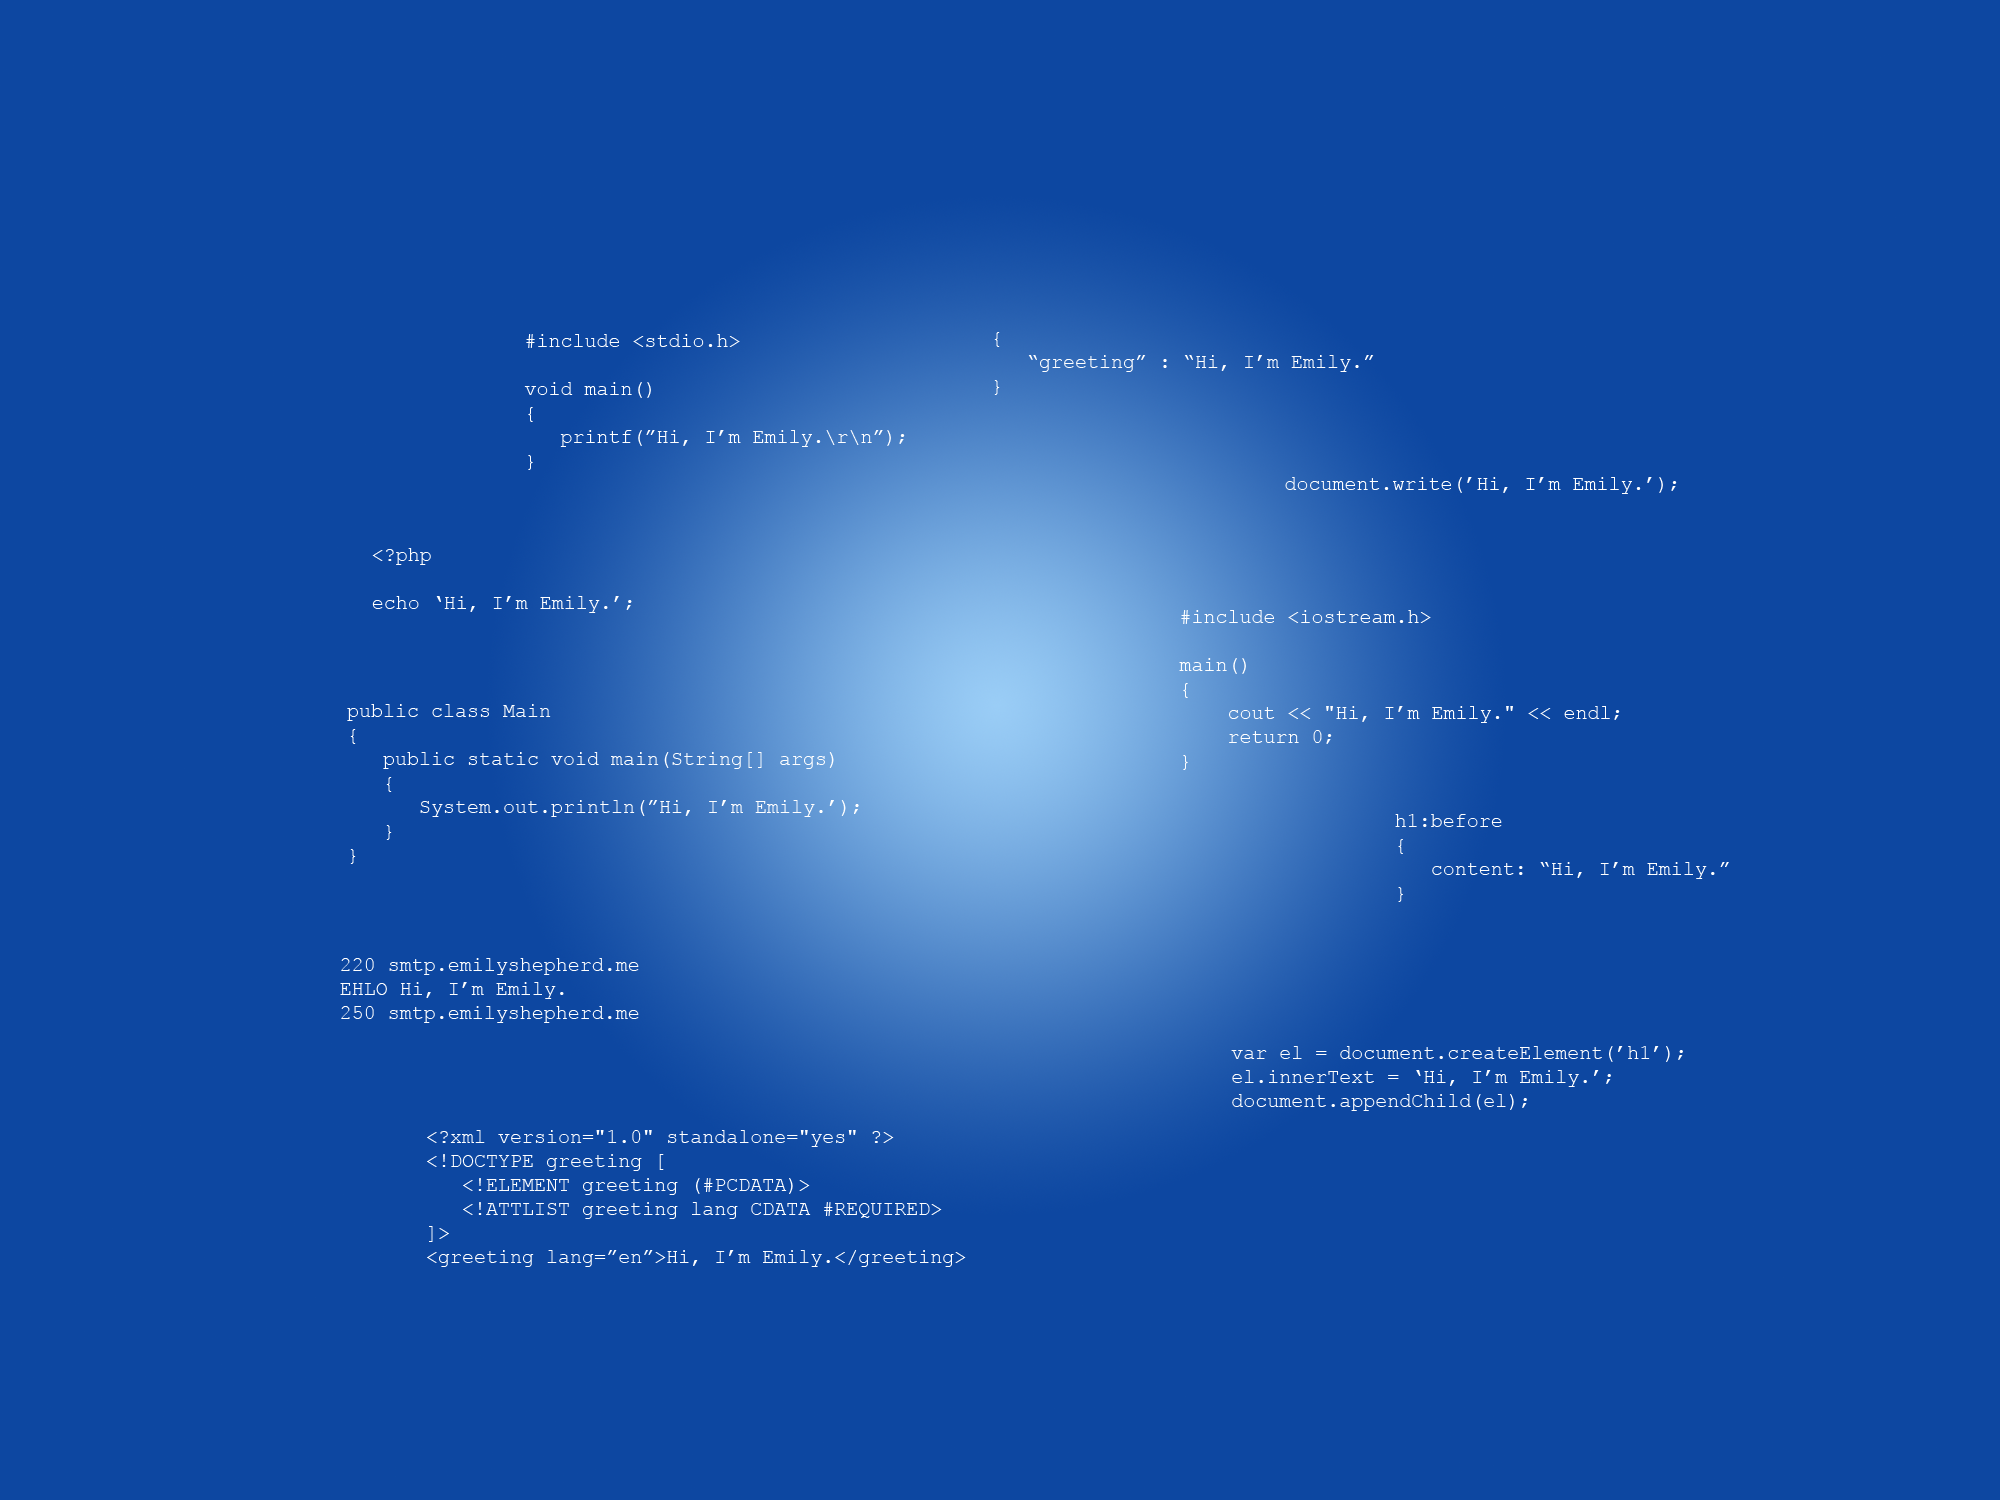 #include <stdio.h>
void main()
{
printf(”Hi, I’m Emily.\r\n”);
}
{
“greeting” : “Hi, I’m Emily.”
}
document.write(’Hi, I’m Emily.’);
<?php
echo ‘Hi, I’m Emily.’;
#include <iostream.h>
main()
{
cout << "Hi, I’m Emily." << endl;
return 0;
}
public class Main
{
public static void main(String[] args)
{
System.out.println(”Hi, I’m Emily.’);
}
}
h1:before
{
content: “Hi, I’m Emily.”
}
220 smtp.emilyshepherd.me
EHLO Hi, I’m Emily.
250 smtp.emilyshepherd.me
var el = document.createElement(’h1’);
el.innerText = ‘Hi, I’m Emily.’;
document.appendChild(el);
<?xml version="1.0" standalone="yes" ?>
<!DOCTYPE greeting [
<!ELEMENT greeting (#PCDATA)>
<!ATTLIST greeting lang CDATA #REQUIRED>
]>
<greeting lang=”en”>Hi, I’m Emily.</greeting>